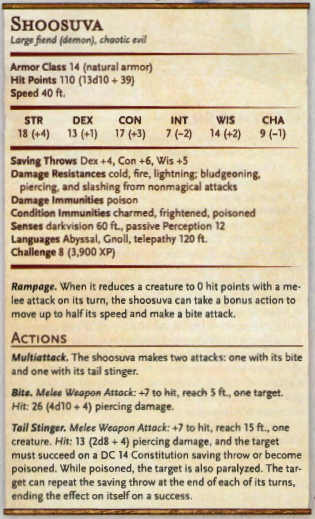 SHOOSUVA
Large fiend (demon), chaotic evil
Armor Class 14 (natural armor)
Hit Points 110 (13d10 + 39)
Speed 40 ft.
STR DEX CON INT WIS CHA
18 (+4) 13 (+1) 17 (+3) 7 (−2) 14 (+2) 9 (−1)
Saving Throws Dex +4, Con +6, Wis +5
Damage Resistances cold, fire, lightning; bludgeoning,
piercing, and slashing from nonmagical attacks
Damage Immunities poison
Condition Immunities charmed, frightened, poisoned
Senses darkvision 60 ft., passive Perception 12
Languages Abyssal, Gnoll, telepathy 120 ft.
Challenge 8 (3,900 XP)
Rampage. When it reduces a creature to 0 hit points with a me-
lee attack on its turn, the shoosuva can take a bonus action to
move up to half its speed and make a bite attack.
ACTIONS
Multiattack. The shoosuva makes two attacks: one with its bite
and one with its tail stinger.
Bite. Melee Weapon Attack: +7 to hit, reach 5 ft., one target.
Hit: 26 (4d10 + 4) piercing damage.
Tail Stinger. Melee Weapon Attack: +7 to hit, reach 15 ft., one
creature. Hit: 13 (2d8 + 4) piercing damage, and the target
must succeed on a DC 14 Constitution saving throw or become
poisoned. While poisoned, the target is also paralyzed. The tar-
get can repeat the saving throw at the end of each of its turns,
ending the effect on itself on a success.